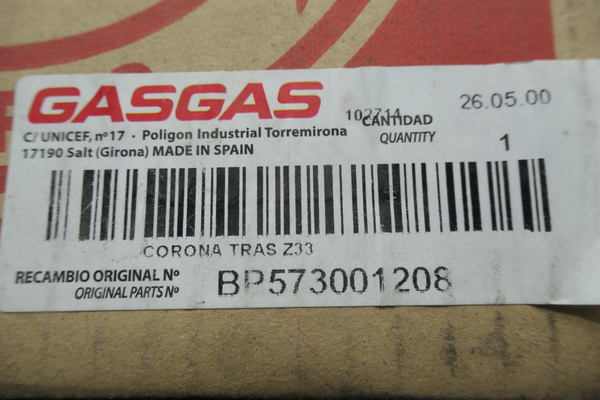 GASGAS
102714
26.05.00
C/ UNICEF, nº17 · Poligon Industrial Torremirona
CANTIDAD
17190 Salt (Girona) MADE IN SPAIN
QUANTITY
1
CORONA TRAS Z33
RECAMBIO ORIGINAL Nº
ORIGINAL PARTS Nº
BP573001208